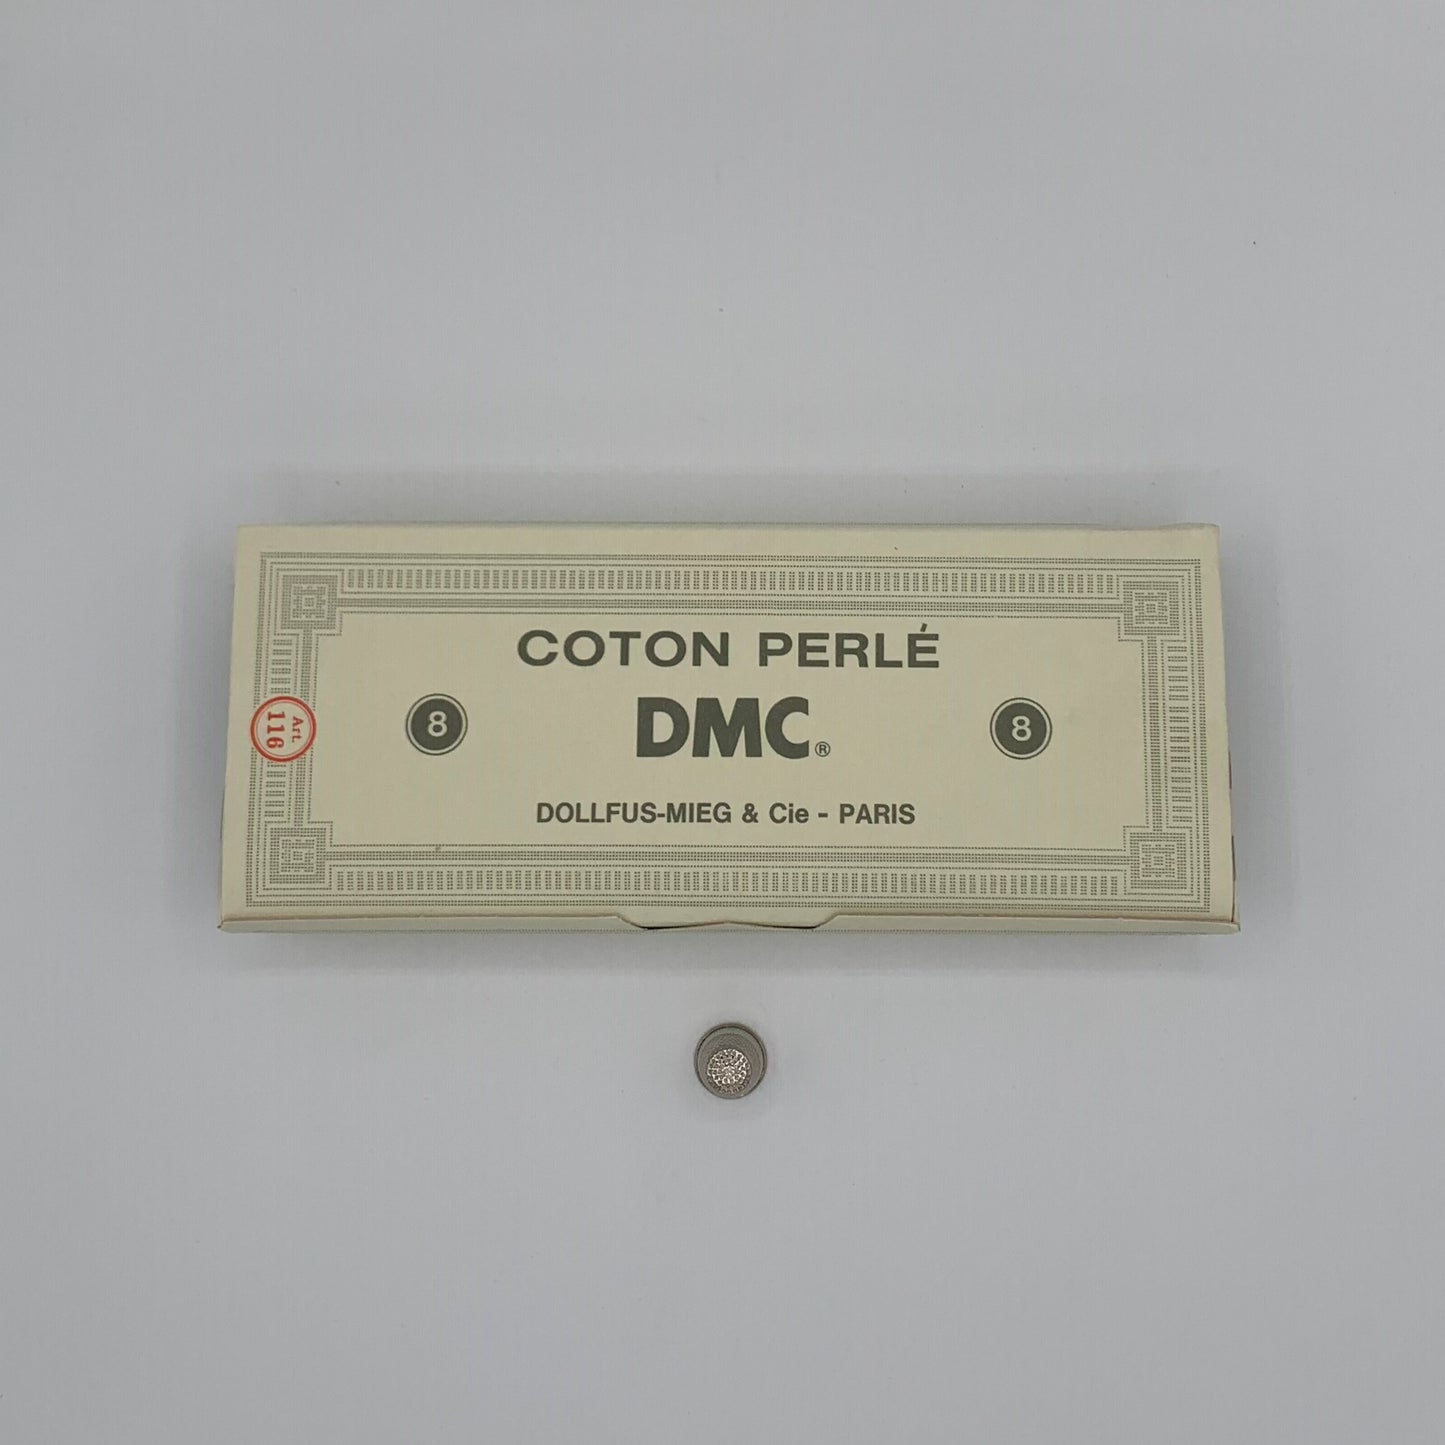 COTON PERLÉ
8 DMC® 8
Art.
116
DOLLFUS-MIEG & Cie - PARIS